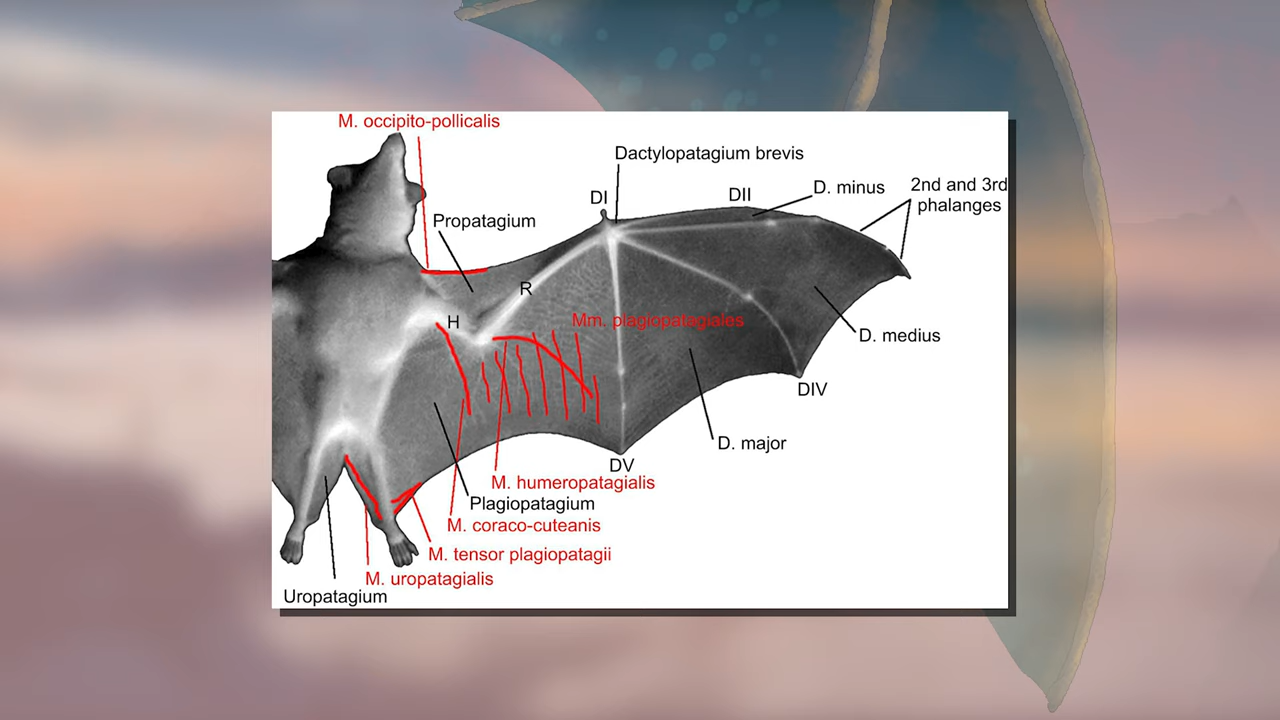 M. occipito-pollicalis
Dactylopatagium brevis
DI
DII
D. minus
2nd and 3rd
phalanges
Propatagium
R
H
Mm. plagiopatagiales
D. medius
DIV
D. major
DV
M. humeropatagialis
Plagiopatagium
M. coraco-cuteanis
M. tensor plagiopatagii
M. uropatagialis
Uropatagium